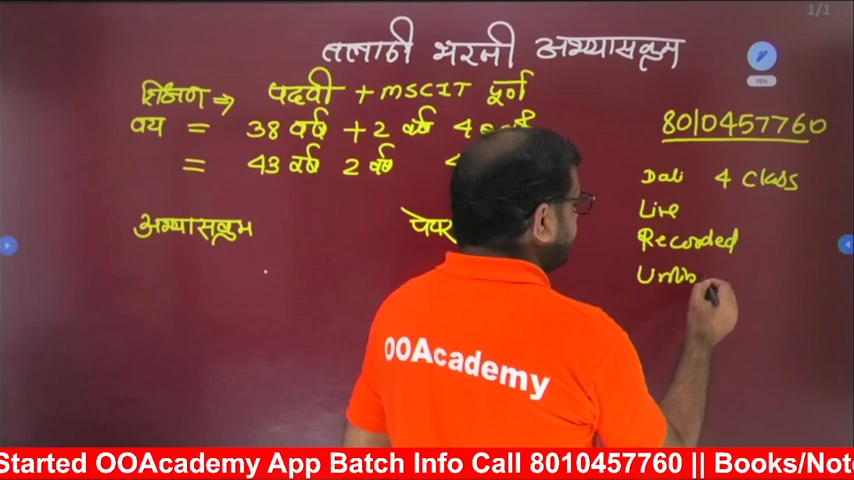 1/1
तलाठी भरती अभ्यासक्रम
PEN
शिक्षण ⇒ पदवी + MSCIT पूर्ण
वय = 38 वर्ष + 2 वर्ष
= 43 वर्ष 2 वर्ष
अभ्यासक्रम पेपर
8010457760
Dali 4 Class
Live
Recorded
OOAcademy
Started OOAcademy App Batch Info Call 8010457760 || Books/Not